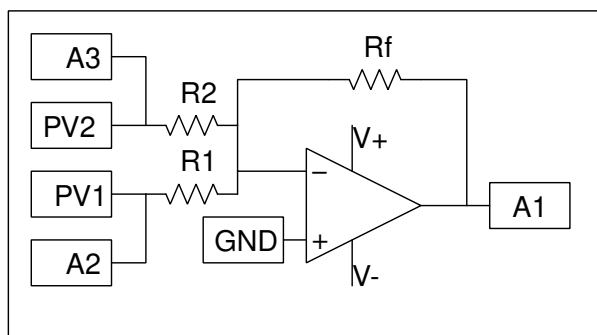 A3
Rf
R2
PV2
V+
R1
−
PV1
A1
GND
+
A2
V-